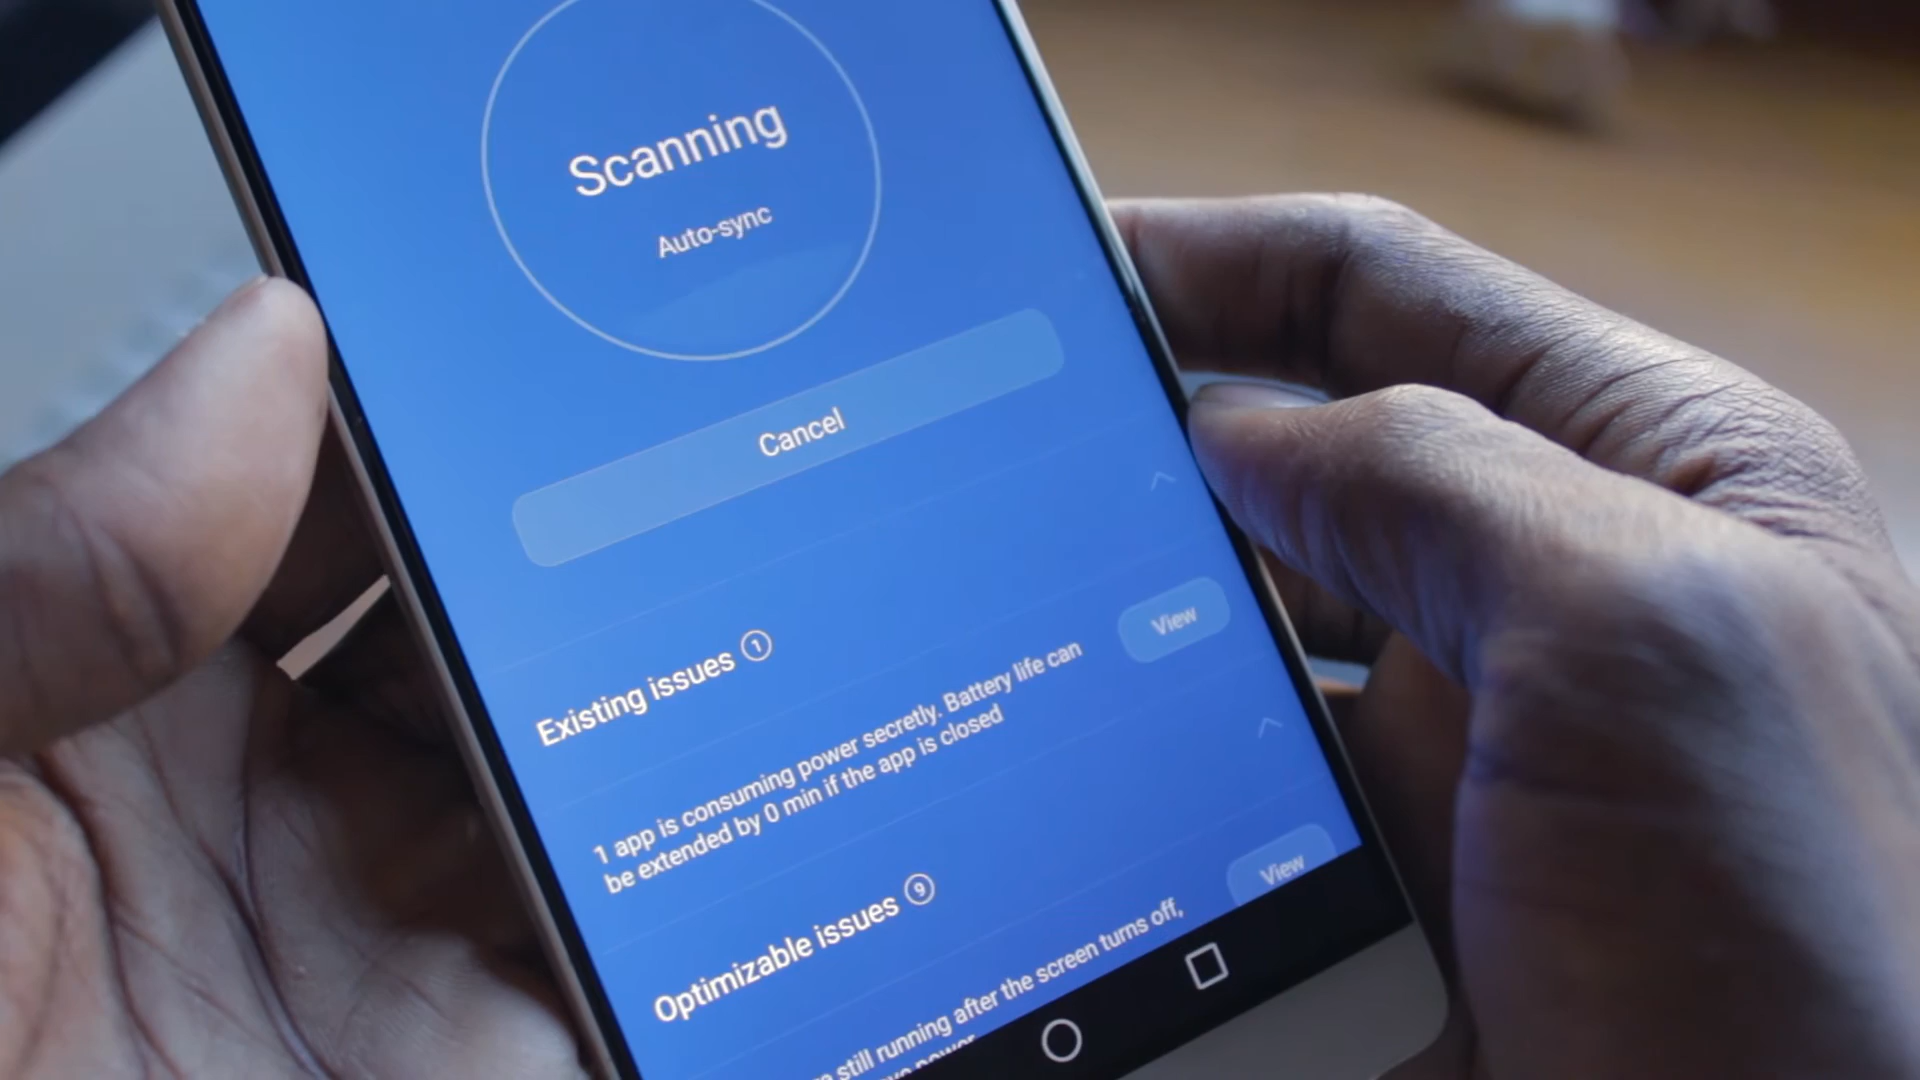 Scanning
Auto-sync
Cancel
Existing issues 1
1 app is consuming power secretly. Battery life can
be extended by 0 min if the app is closed
View
Optimizable issues 9
still running after the screen turns off,
power
View